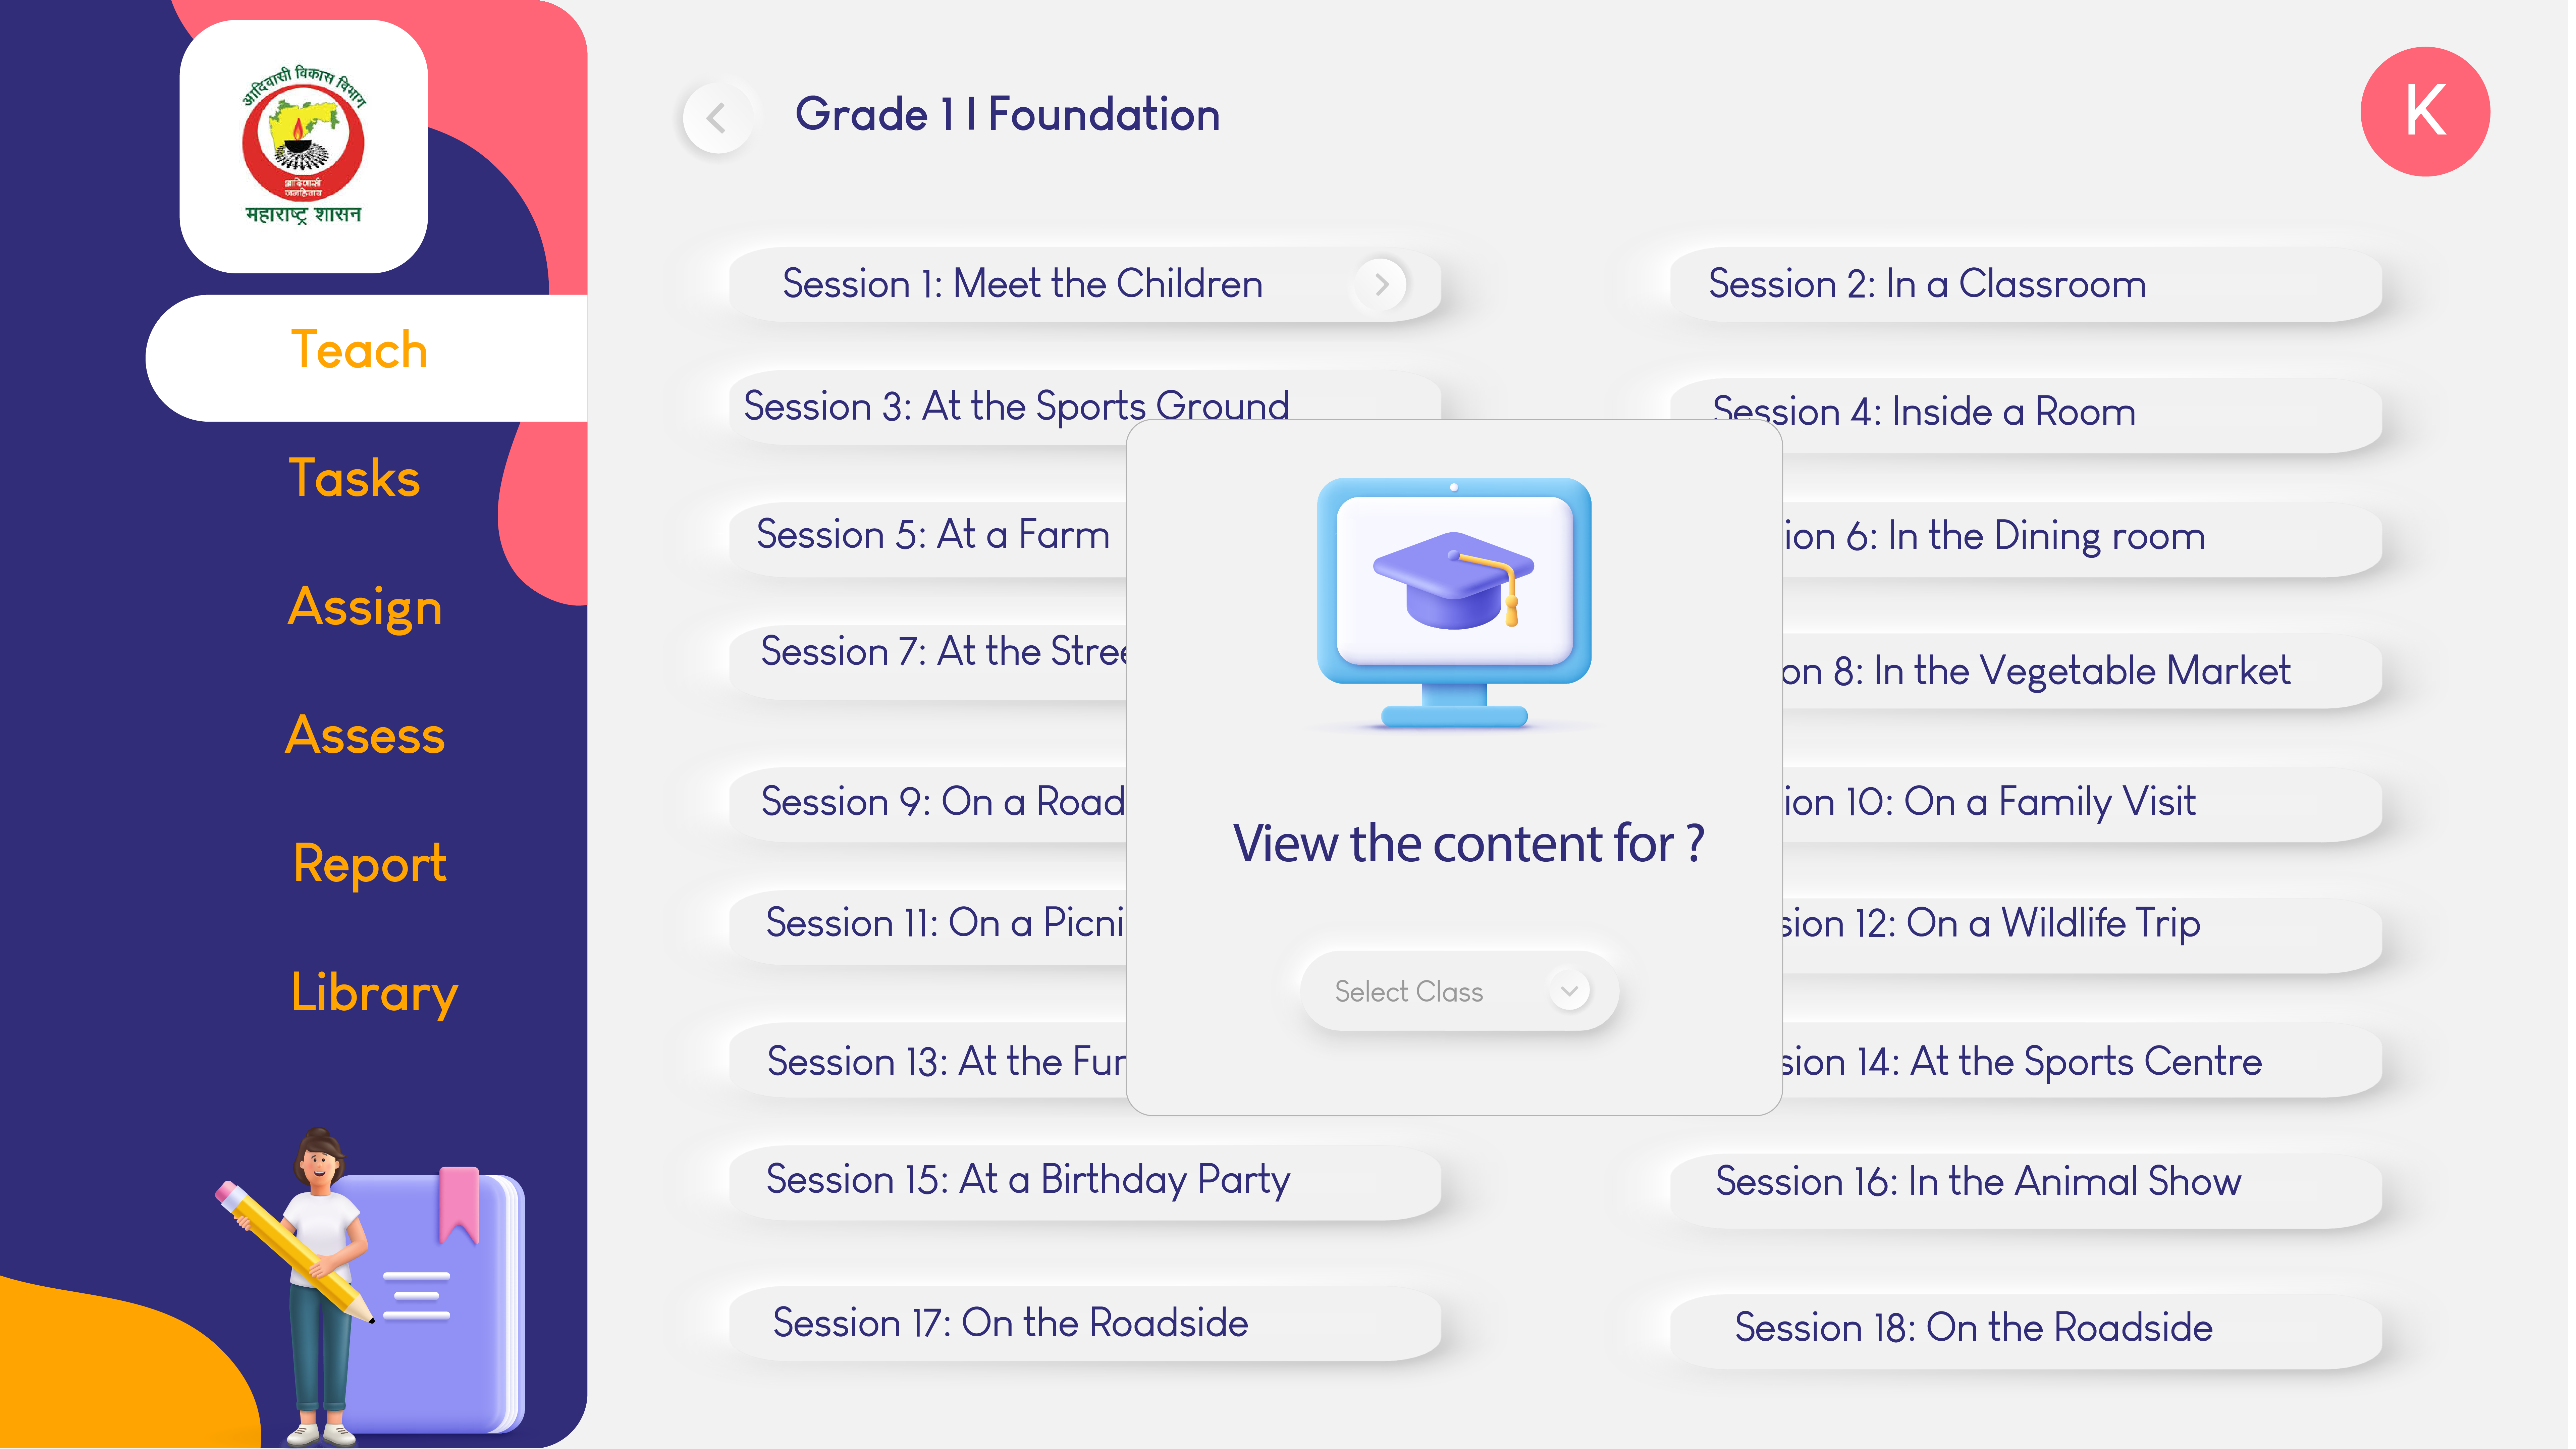 आदिवासी विकास विभाग
आदिवासी
जनहिताय
महाराष्ट्र शासन
Teach
Tasks
Assign
Assess
Report
Library
Grade 1 I Foundation
K
Session 1: Meet the Children
Session 2: In a Classroom
Session 3: At the Sports Ground
Session 4: Inside a Room
Session 5: At a Farm
ion 6: In the Dining room
Session 7: At the Stree
on 8: In the Vegetable Market
Session 9: On a Road
ion 10: On a Family Visit
Session 11: On a Picni
sion 12: On a Wildlife Trip
Session 13: At the Fun
sion 14: At the Sports Centre
Session 15: At a Birthday Party
Session 16: In the Animal Show
Session 17: On the Roadside
Session 18: On the Roadside
View the content for ?
Select Class